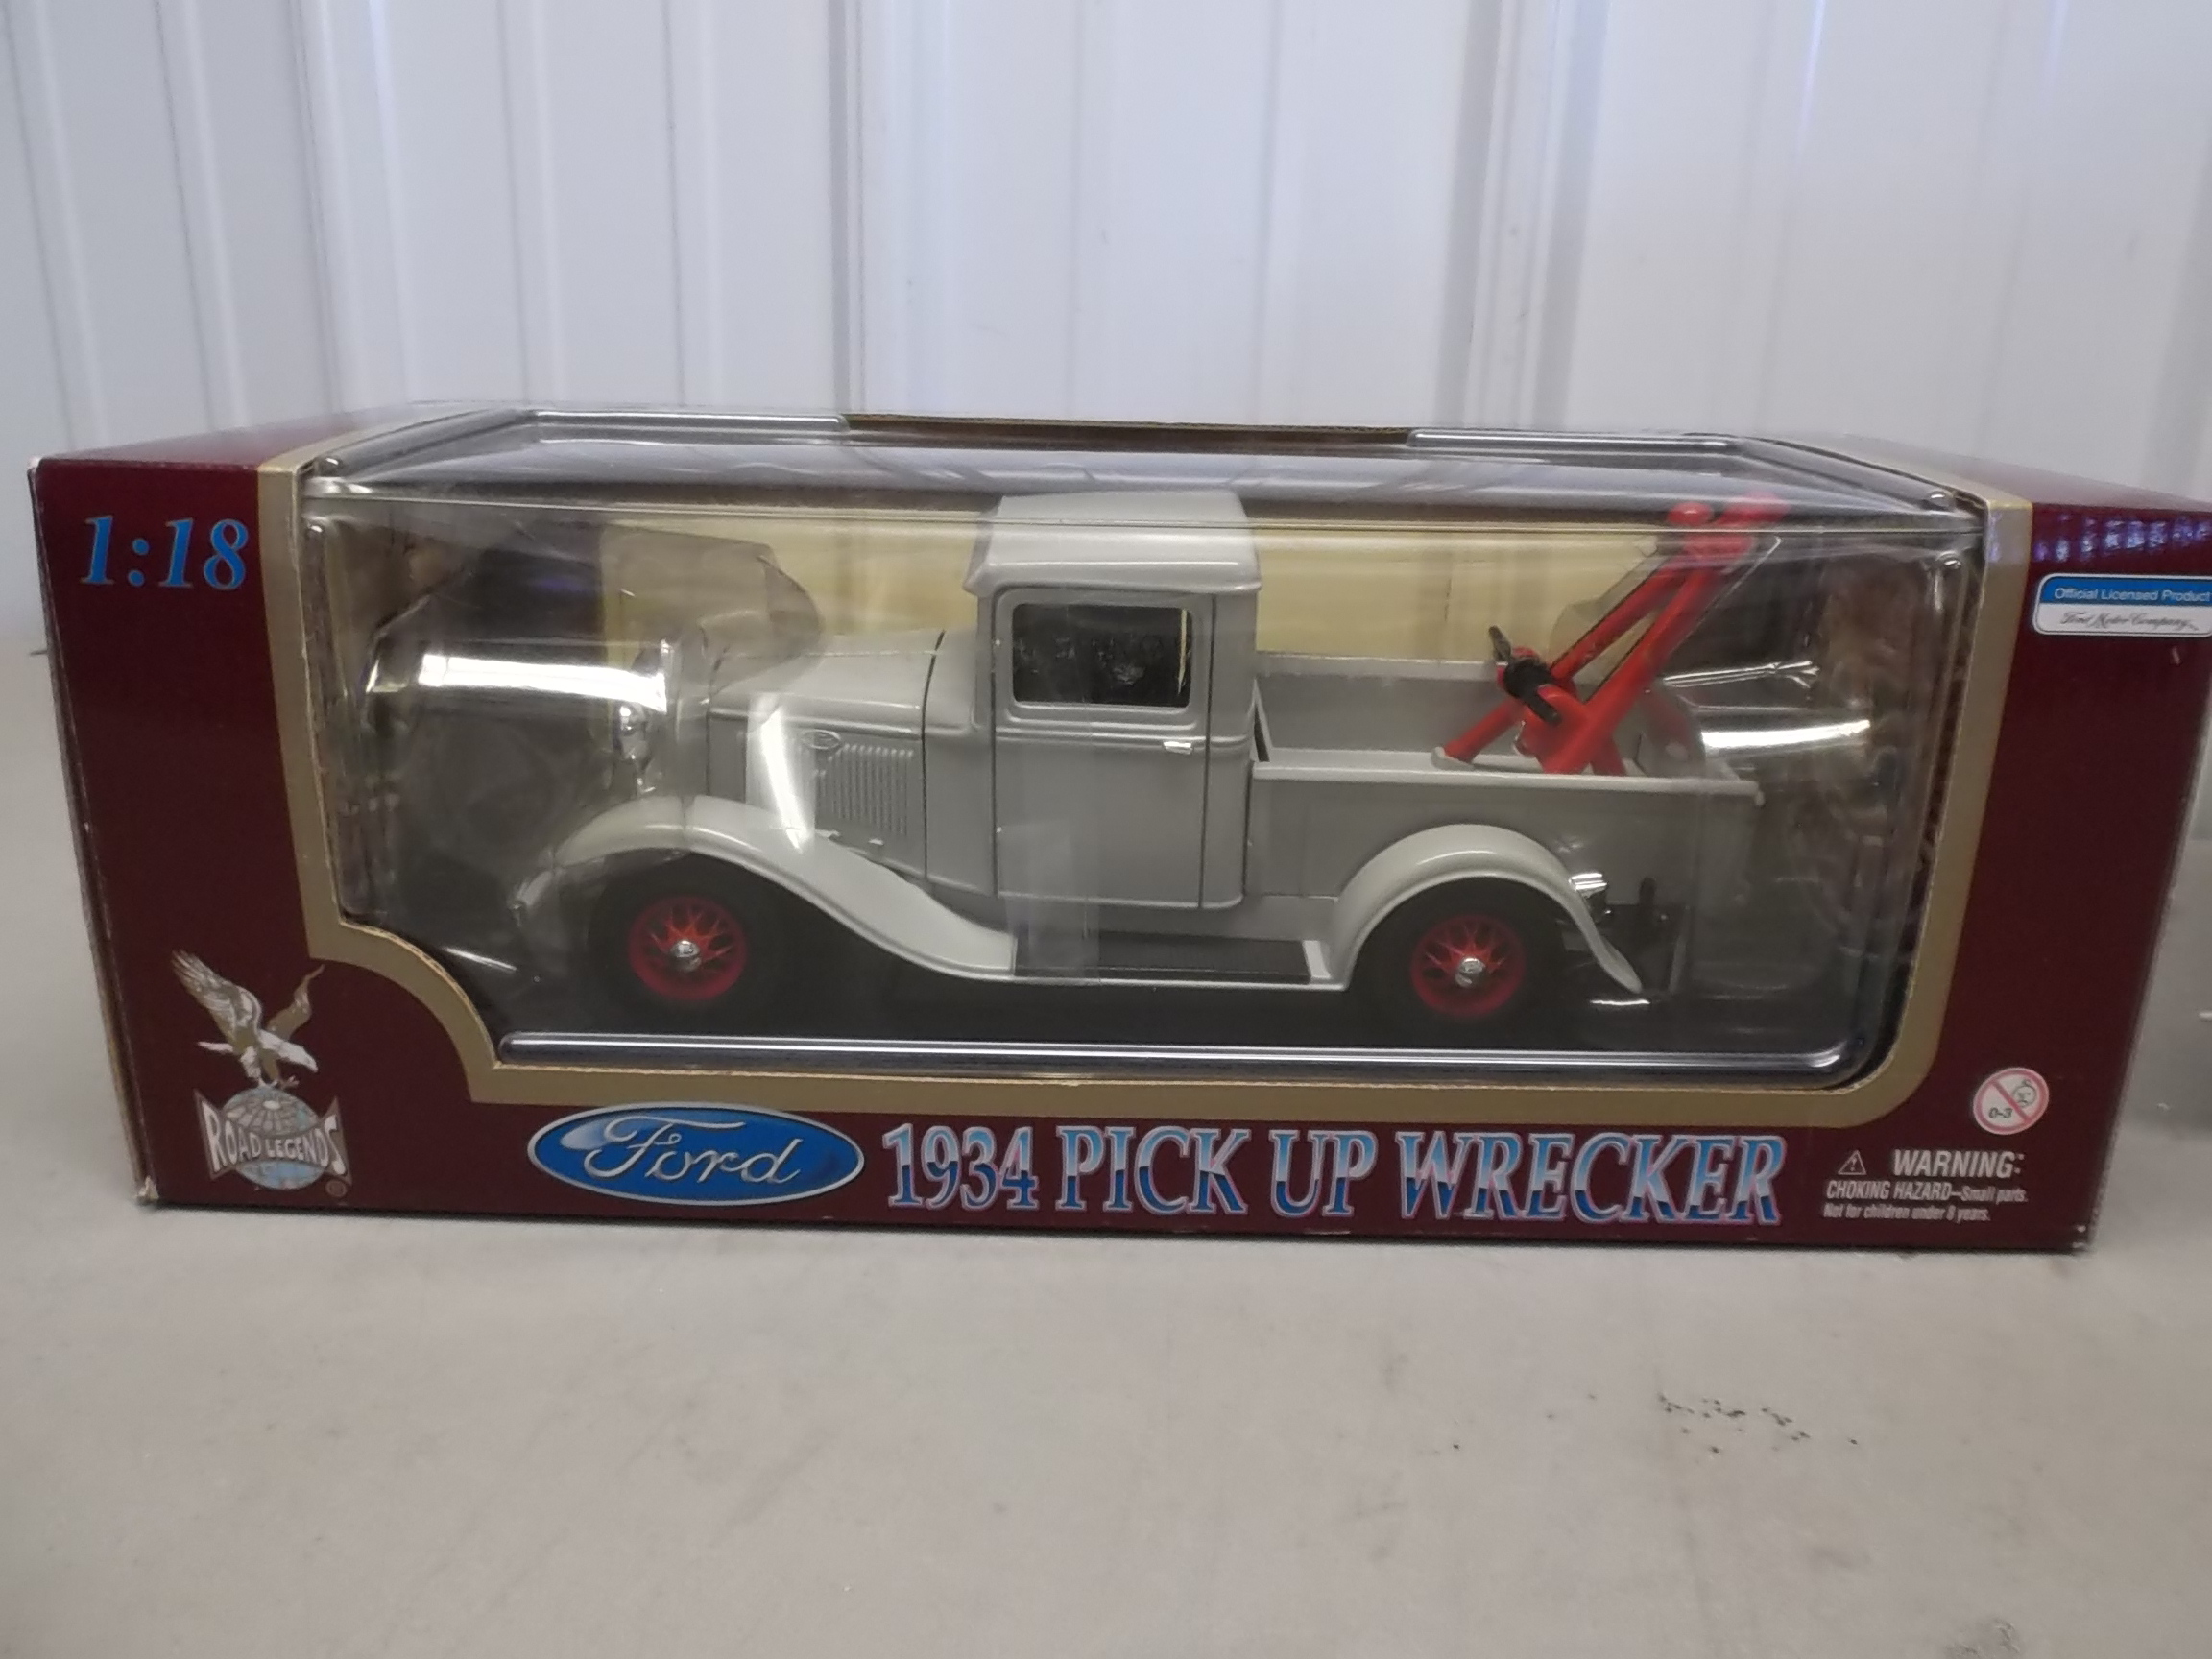 1:18
Official Licensed Product
Ford Motor Company
ROAD LEGENDS
®
Ford
1934 PICK UP WRECKER
0-3
WARNING:
CHOKING HAZARD–Small parts.
Not for children under 8 years.